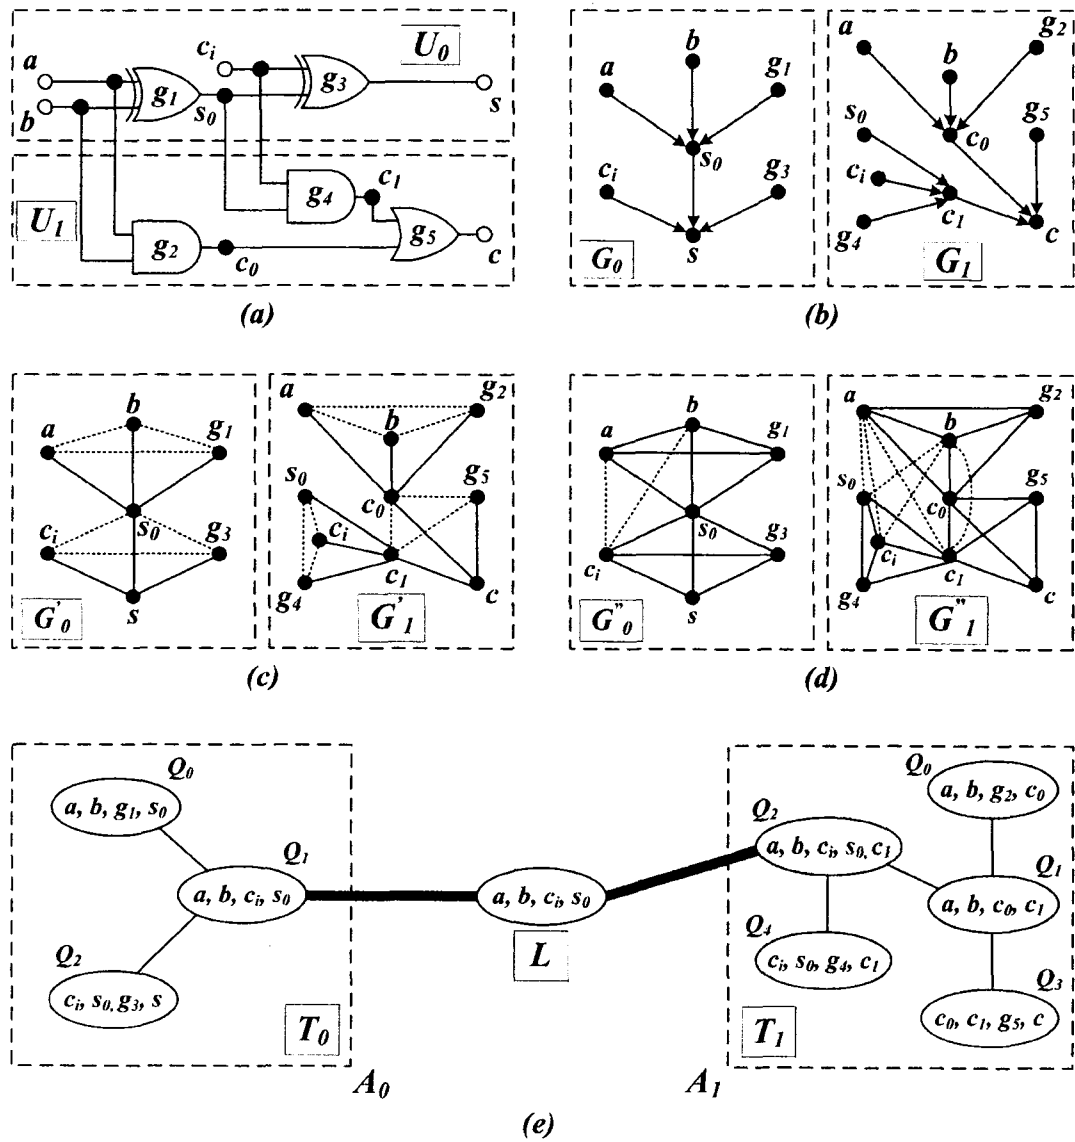 a
b
g1
s0
ci
g3
s
U0
U1
g2
c0
g4
c1
g5
c
(a)
a
b
g1
s0
ci
g3
s
G0
a
b
g2
s0
c0
g5
ci
c1
g4
c
G1
(b)
a
b
g1
ci
s0
g3
s
G'0
a
b
g2
s0
c0
g5
ci
c1
g4
c
G'1
(c)
a
b
g1
s0
g3
ci
s
G''0
a
b
g2
s0
c0
g5
ci
c1
g4
c
G''1
(d)
Q0
a, b, g1, s0
Q1
a, b, ci, s0
Q2
ci, s0, g3, s
T0
A0
a, b, ci, s0
L
Q0
a, b, g2, c0
Q2
a, b, ci, s0, c1
Q1
a, b, c0, c1
Q4
ci, s0, g4, c1
Q3
c0, c1, g5, c
T1
A1
(e)